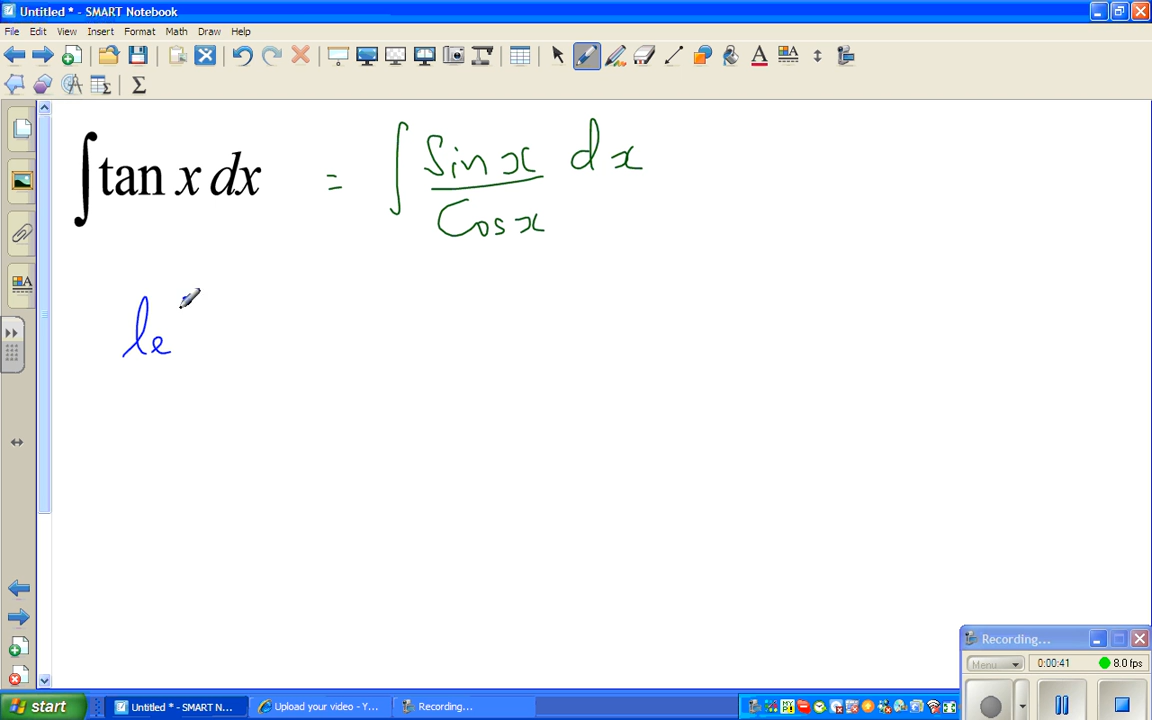 Untitled * - SMART Notebook
File Edit View Insert Format Math Draw Help
∫tan x dx = ∫ sin x / cos x dx
le
Recording...
Menu 0:00:41 8.0 fps
start Untitled * - SMART N... Upload your video - Y... Recording...